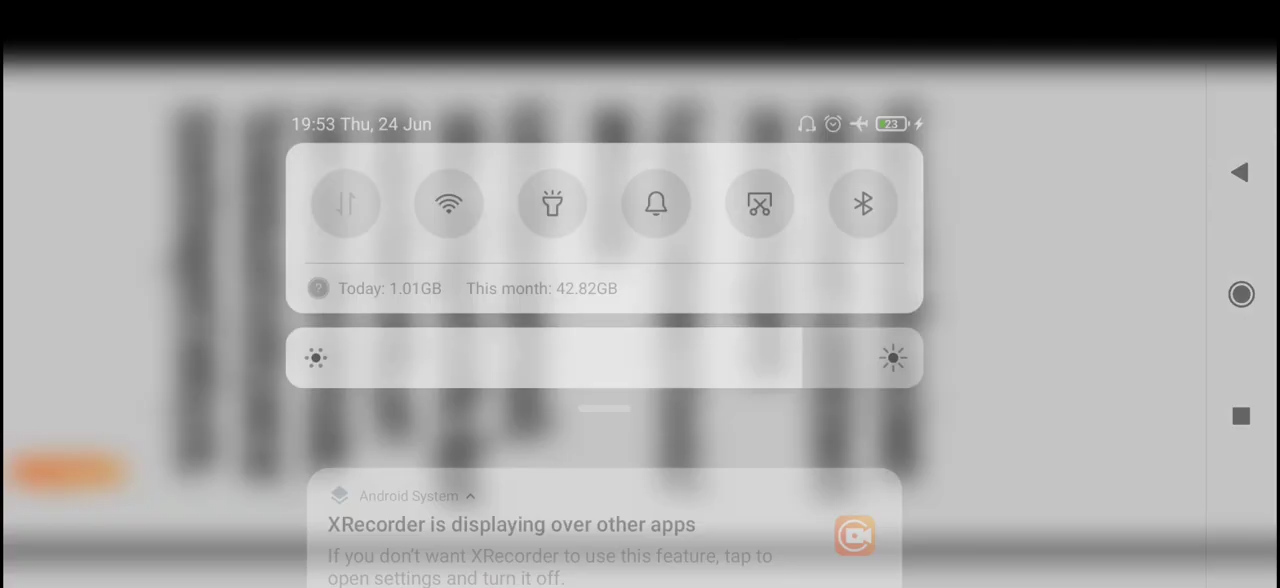 19:53 Thu, 24 Jun
23
Today: 1.01GB This month: 42.82GB
Android System
XRecorder is displaying over other apps
If you don't want XRecorder to use this feature, tap to
open settings and turn it off.